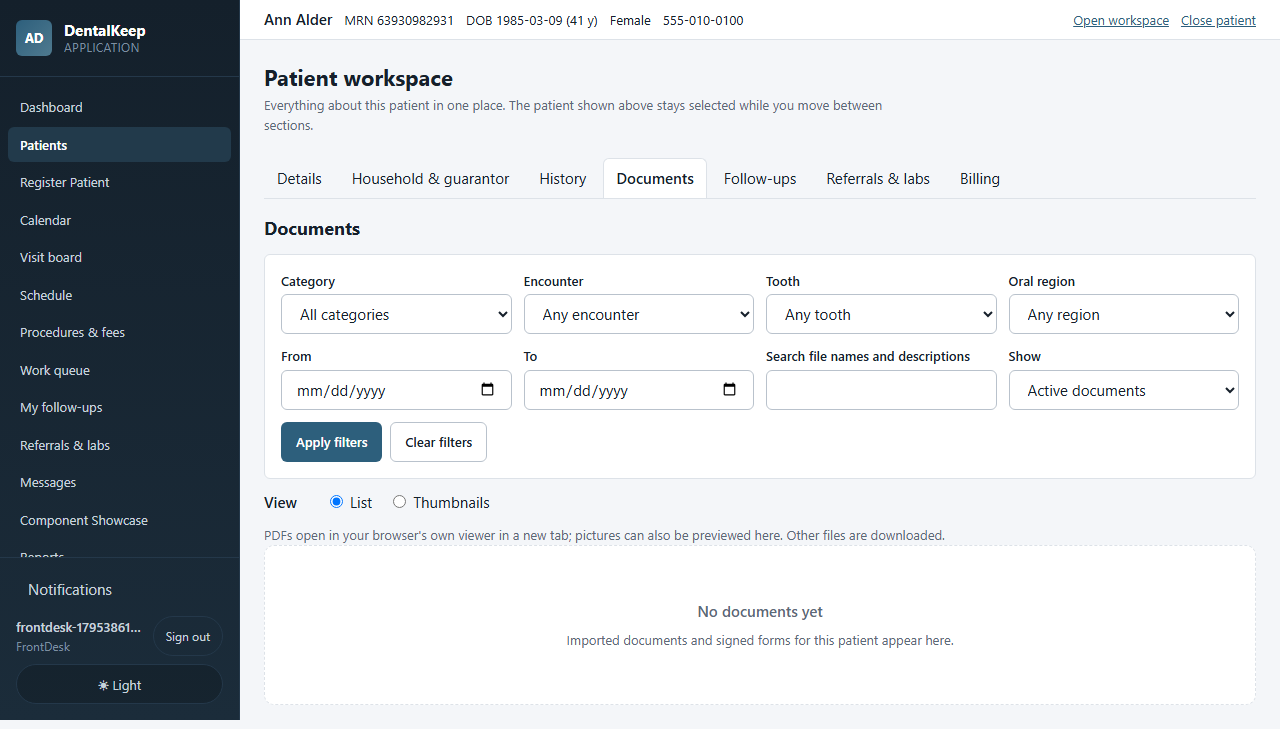 AD
DentalKeep
APPLICATION
Dashboard
Patients
Register Patient
Calendar
Visit board
Schedule
Procedures & fees
Work queue
My follow-ups
Referrals & labs
Messages
Component Showcase
Reports
Notifications
frontdesk-17953861...
FrontDesk
Sign out
☀ Light
Ann Alder MRN 63930982931 DOB 1985-03-09 (41 y) Female 555-010-0100
Open workspace Close patient
Patient workspace
Everything about this patient in one place. The patient shown above stays selected while you move between
sections.
Details Household & guarantor History Documents Follow-ups Referrals & labs Billing
Documents
Category Encounter Tooth Oral region
All categories Any encounter Any tooth Any region
From To Search file names and descriptions Show
mm/dd/yyyy mm/dd/yyyy Active documents
Apply filters Clear filters
View List Thumbnails
PDFs open in your browser's own viewer in a new tab; pictures can also be previewed here. Other files are downloaded.
No documents yet
Imported documents and signed forms for this patient appear here.